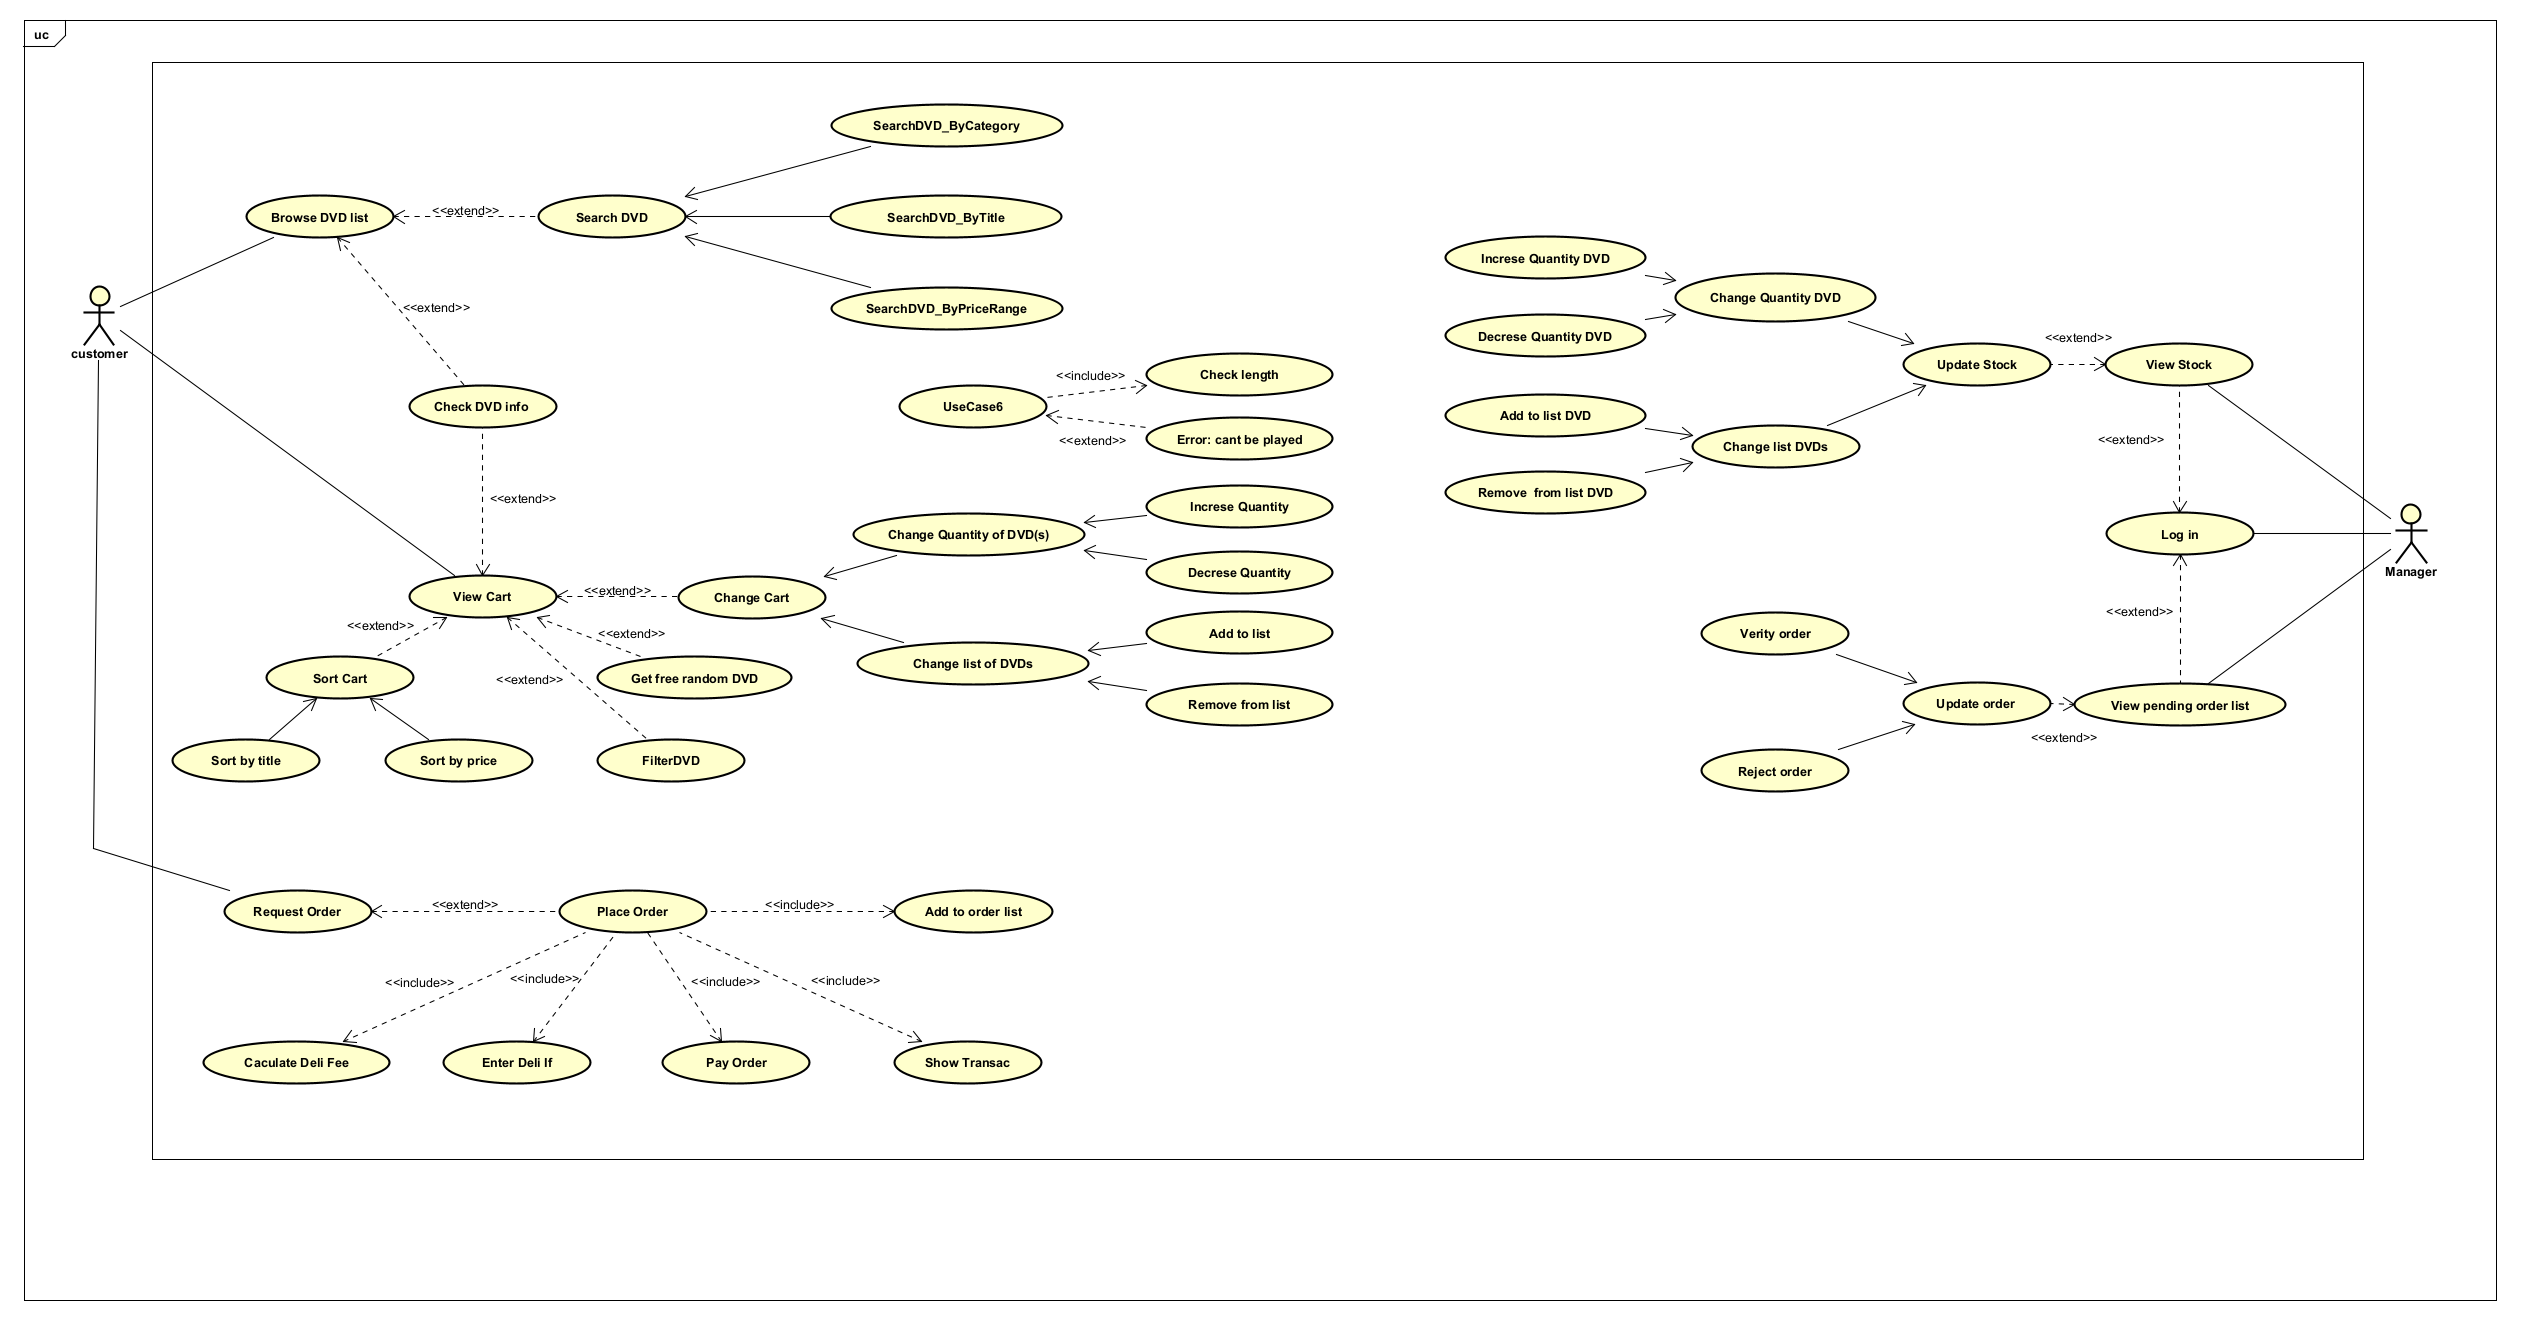 uc
SearchDVD_ByCategory
Browse DVD list
<<extend>>
Search DVD
SearchDVD_ByTitle
SearchDVD_ByPriceRange
<<extend>>
customer
Check DVD info
<<extend>>
UseCase6
<<include>>
Check length
<<extend>>
Error: cant be played
View Cart
<<extend>>
Change Cart
Change Quantity of DVD(s)
Increse Quantity
Decrese Quantity
Change list of DVDs
Add to list
Remove from list
<<extend>>
Sort Cart
<<extend>>
Get free random DVD
<<extend>>
Sort by title
Sort by price
FilterDVD
Request Order
<<extend>>
Place Order
<<include>>
Add to order list
<<include>>
<<include>>
<<include>>
<<include>>
Caculate Deli Fee
Enter Deli If
Pay Order
Show Transac
Increse Quantity DVD
Change Quantity DVD
Decrese Quantity DVD
Update Stock
<<extend>>
View Stock
Add to list DVD
Change list DVDs
Remove  from list DVD
<<extend>>
Log in
Manager
<<extend>>
Verity order
Update order
View pending order list
<<extend>>
Reject order